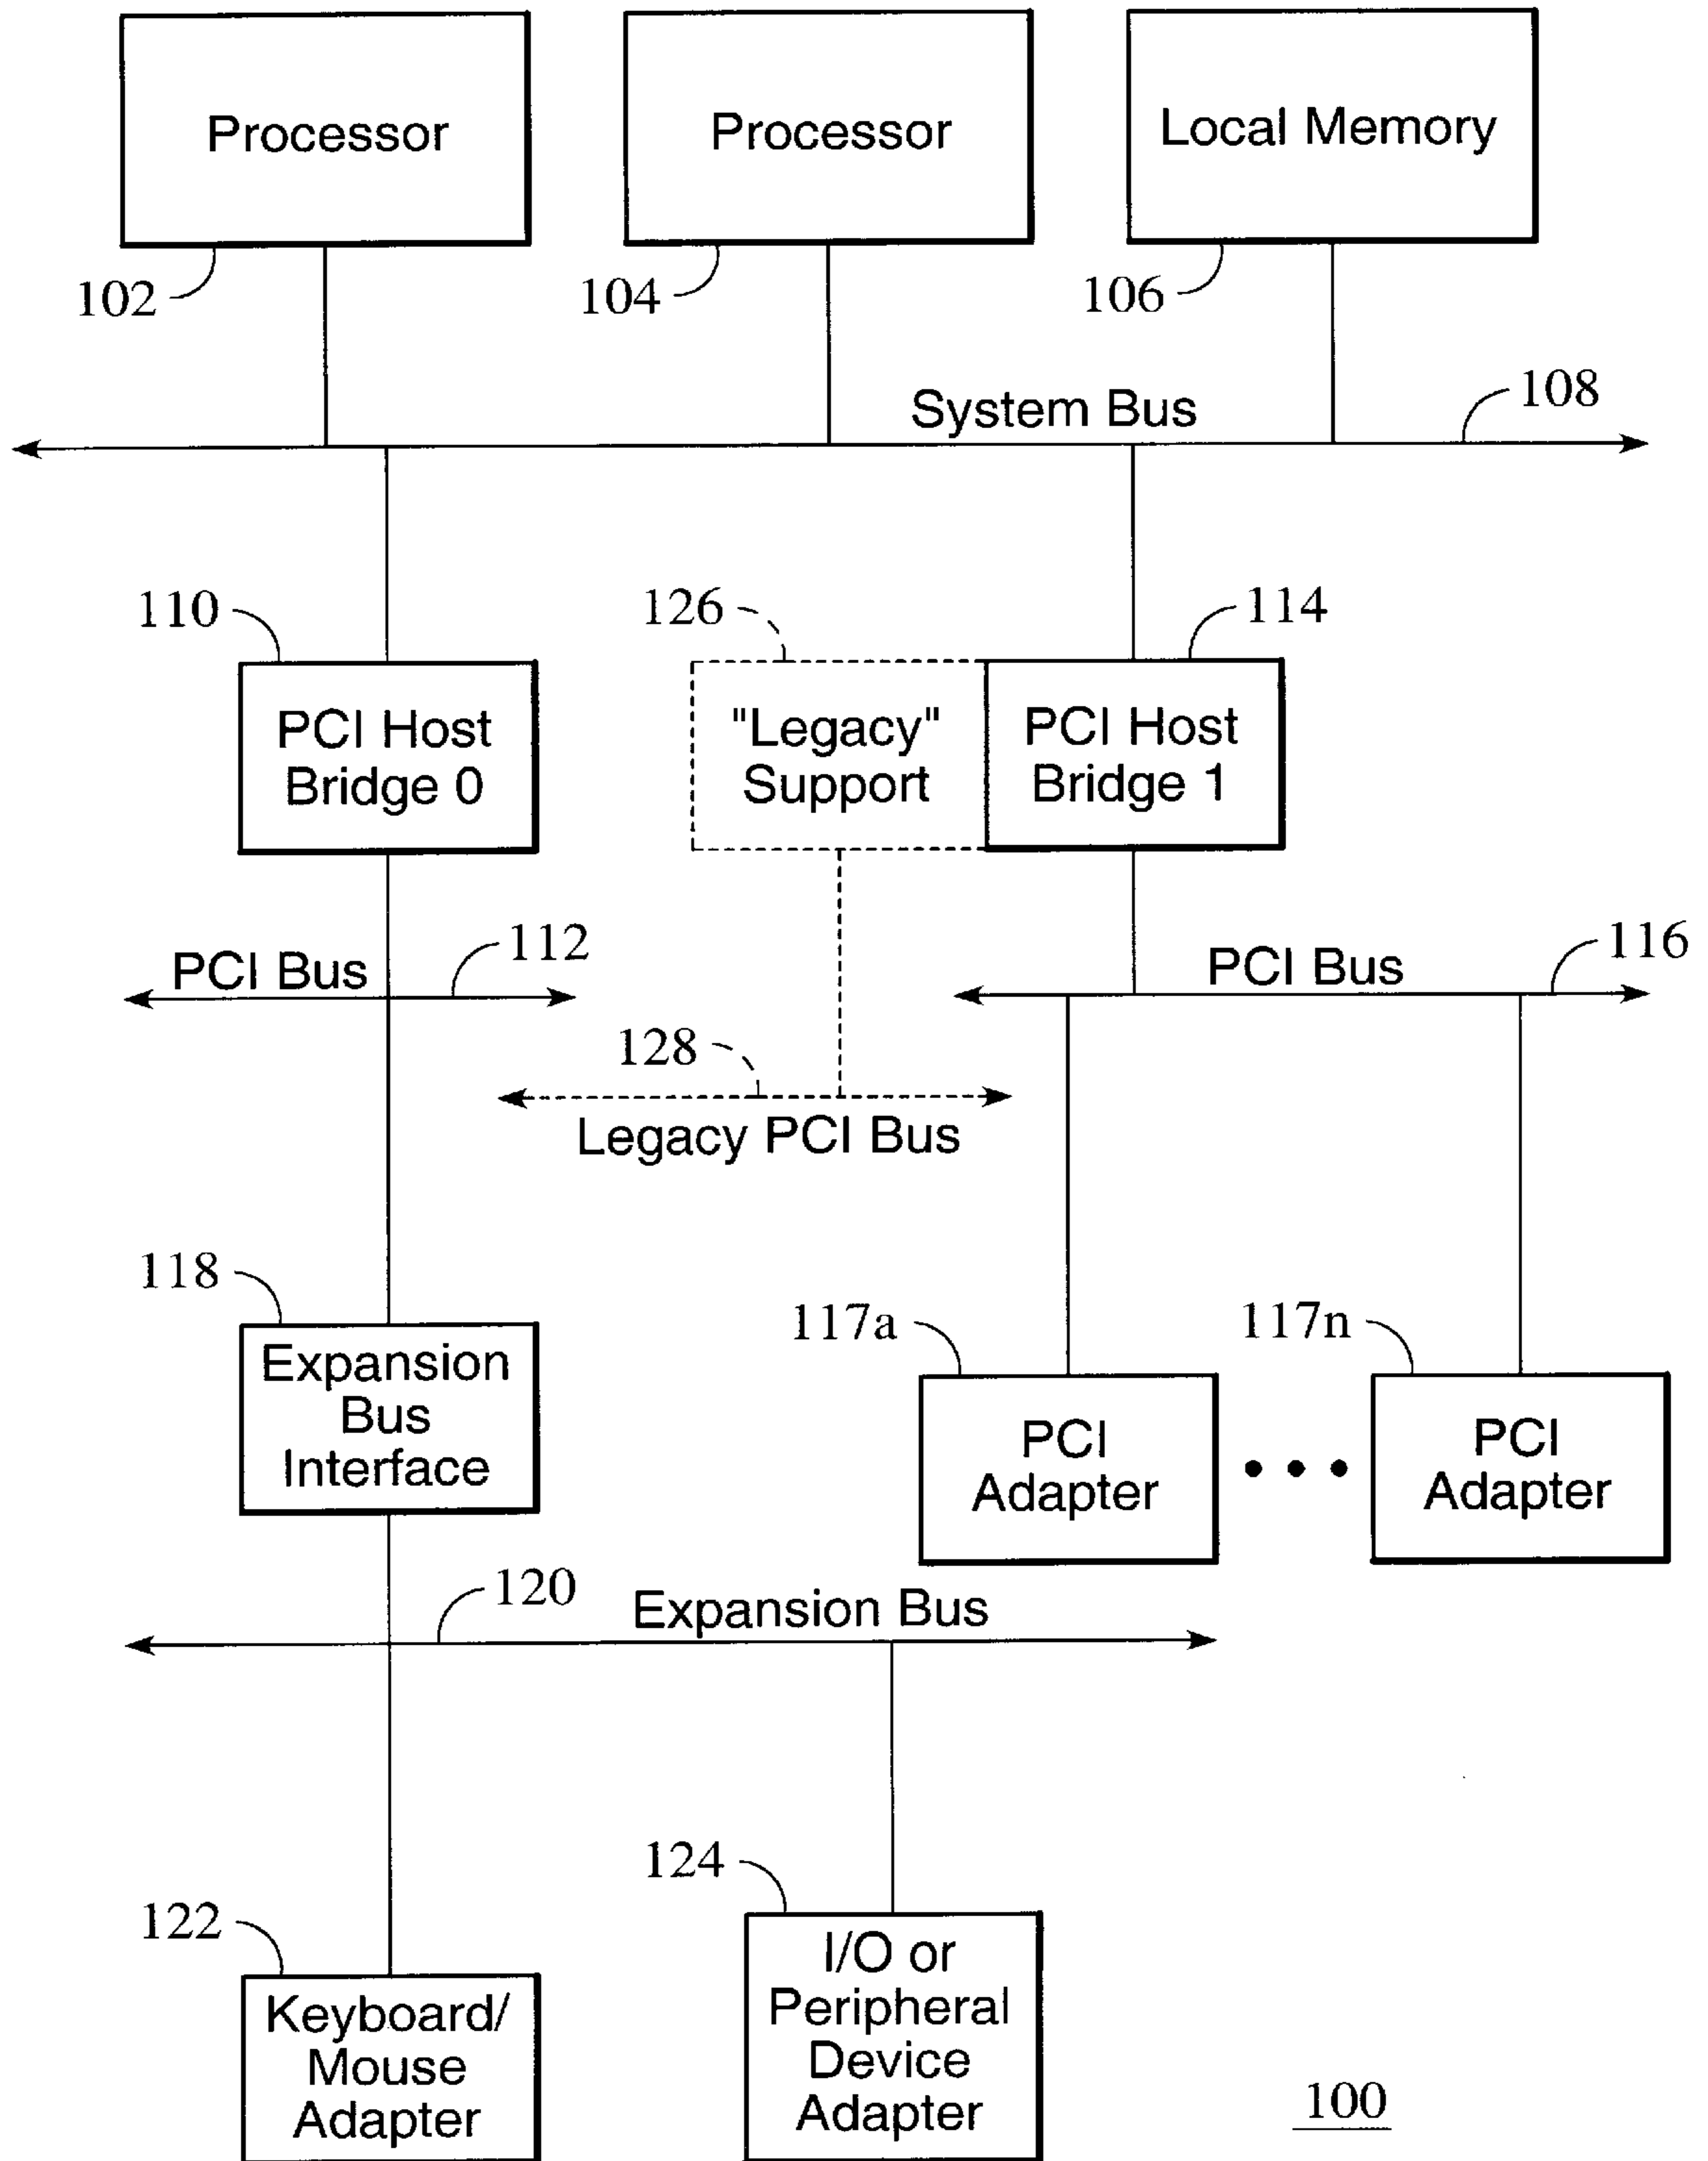 Processor
Processor
Local Memory
102
104
106
System Bus
108
110
126
114
PCI Host
Bridge 0
"Legacy"
Support
PCI Host
Bridge 1
PCI Bus
112
PCI Bus
116
128
Legacy PCI Bus
118
Expansion
Bus
Interface
117a
117n
PCI
Adapter
PCI
Adapter
120
Expansion Bus
122
Keyboard/
Mouse
Adapter
124
I/O or
Peripheral
Device
Adapter
100